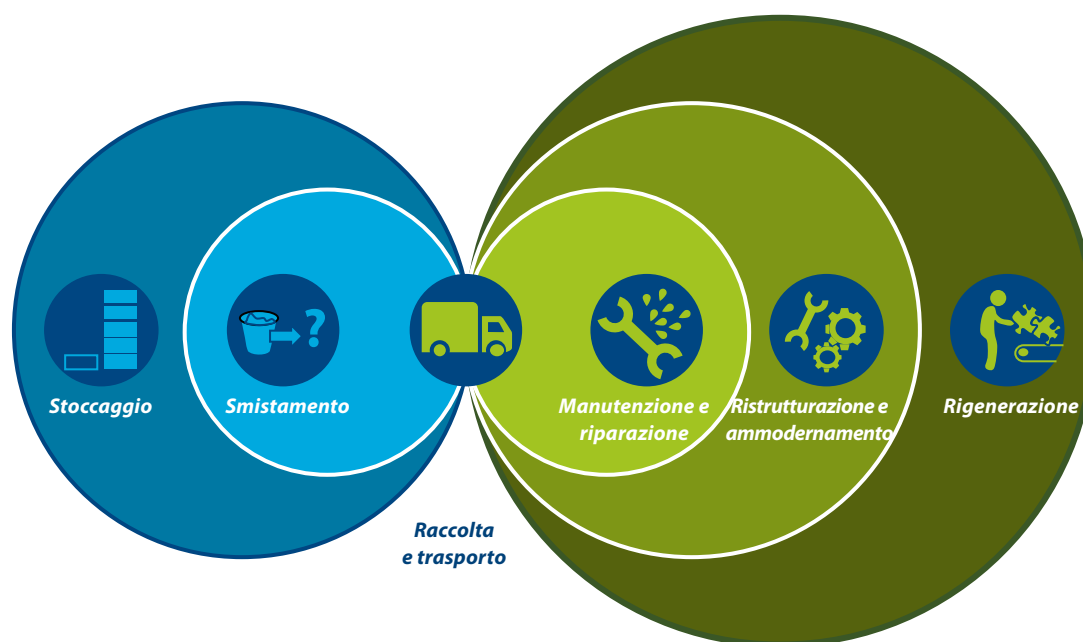 Stoccaggio
Smistamento
Raccolta
e trasporto
Manutenzione e
riparazione
Ristrutturazione e
ammodernamento
Rigenerazione
?